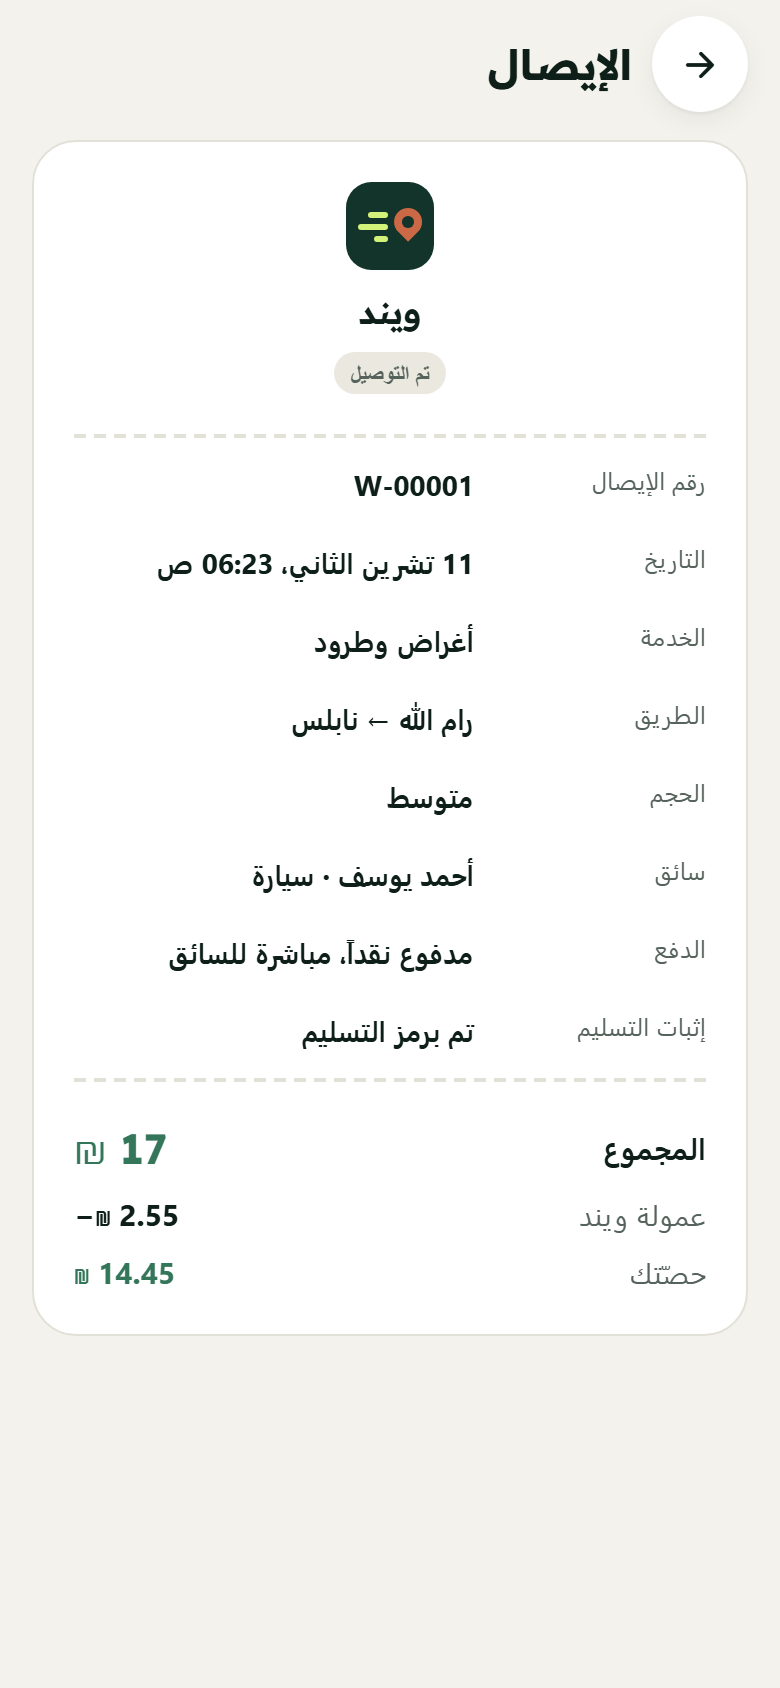 الإيصال
ويند
تم التوصيل
رقم الإيصال W-00001
التاريخ 11 تشرين الثاني، 06:23 ص
الخدمة أغراض وطرود
الطريق رام الله ← نابلس
الحجم متوسط
سائق أحمد يوسف · سيارة
الدفع مدفوع نقداً، مباشرة للسائق
إثبات التسليم تم برمز التسليم
المجموع 17 ₪
عمولة ويند 2.55 ₪−
حصّتك 14.45 ₪